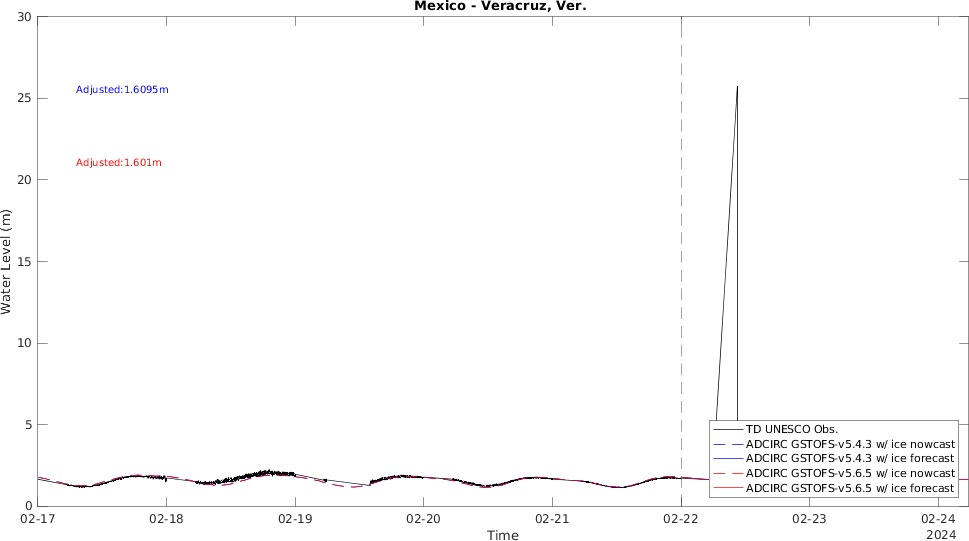 Mexico - Veracruz, Ver.
30
25
20
15
10
5
0
Water Level (m)
Adjusted:1.6095m
Adjusted:1.601m
TD UNESCO Obs.
ADCIRC GSTOFS-v5.4.3 w/ ice nowcast
ADCIRC GSTOFS-v5.4.3 w/ ice forecast
ADCIRC GSTOFS-v5.6.5 w/ ice nowcast
ADCIRC GSTOFS-v5.6.5 w/ ice forecast
02-17 02-18 02-19 02-20 02-21 02-22 02-23 02-24
Time
2024